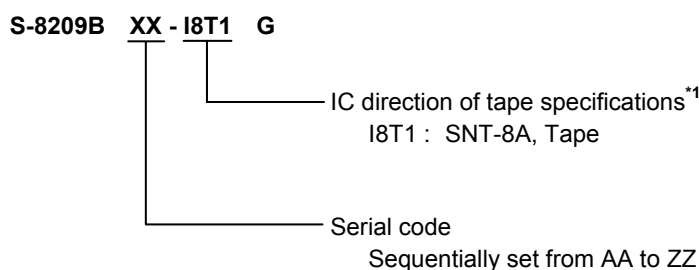 S-8209B XX - I8T1 G
IC direction of tape specifications*1
I8T1 : SNT-8A, Tape
Serial code
Sequentially set from AA to ZZ